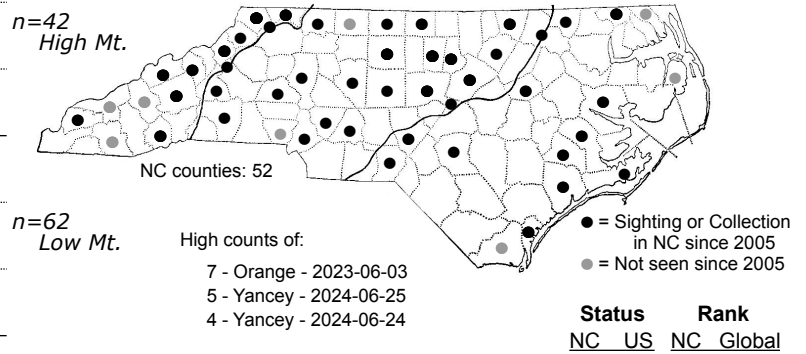 n=42
High Mt.
NC counties: 52
n=62
Low Mt.
High counts of:
7 - Orange - 2023-06-03
5 - Yancey - 2024-06-25
4 - Yancey - 2024-06-24
= Sighting or Collection
in NC since 2005
= Not seen since 2005
Status Rank
NC US NC Global